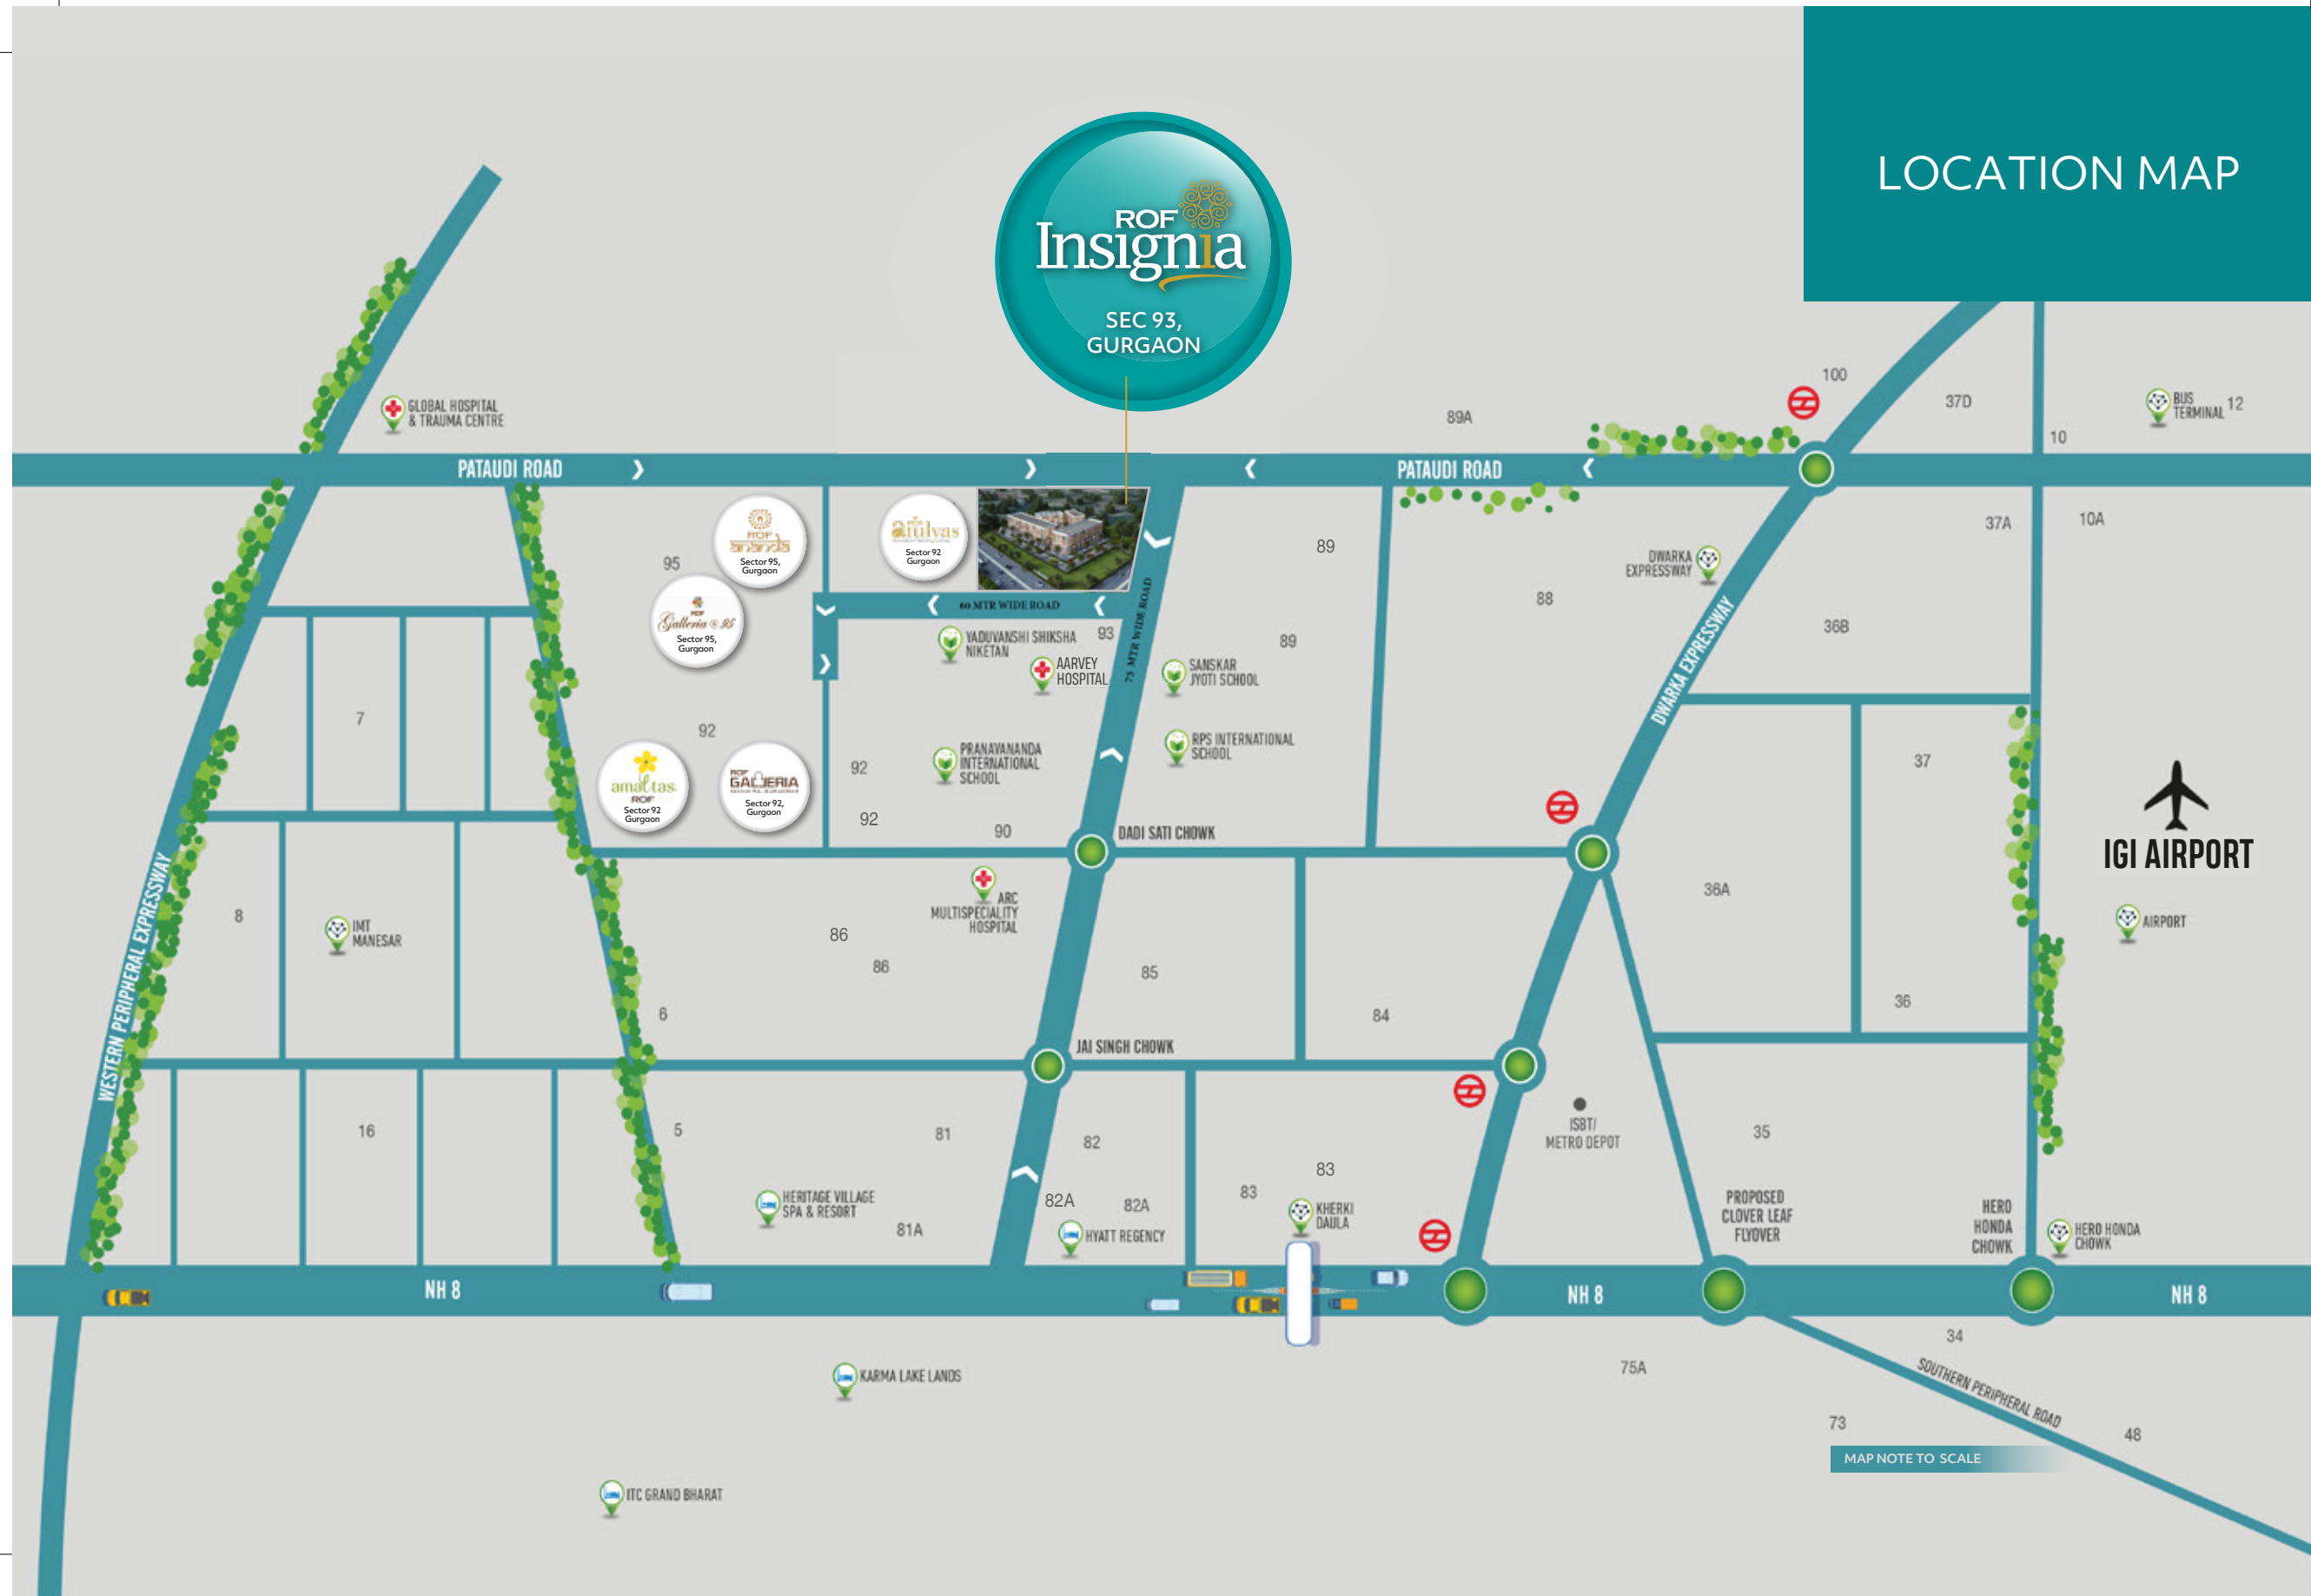 LOCATION MAP
ROF
Insignia
SEC 93,
GURGAON
100
37D
BUS
TERMINAL
12
10
89A
GLOBAL HOSPITAL
& TRAUMA CENTRE
PATAUDI ROAD
PATAUDI ROAD
ROF
ananda
Sector 95,
Gurgaon
95
ROF
Galleria @ 95
Sector 95,
Gurgaon
ROF
atulyas
Sector 92
Gurgaon
60 MTR WIDE ROAD
75 MTR WIDE ROAD
89
37A
10A
DWARKA
EXPRESSWAY
88
36B
89
93
YADUVANSHI SHIKSHA
NIKETAN
AARVEY
HOSPITAL
SANSKAR
JYOTI SCHOOL
DWARKA EXPRESSWAY
7
92
RPS INTERNATIONAL
SCHOOL
PRANAVANANDA
INTERNATIONAL
SCHOOL
92
37
amaltas
ROF
Sector 92
Gurgaon
ROF
GALLERIA
Sector 92,
Gurgaon
92
90
DADI SATI CHOWK
IGI AIRPORT
AIRPORT
ARC
MULTISPECIALITY
HOSPITAL
36A
WESTERN PERIPHERAL EXPRESSWAY
8
IMT
MANESAR
86
86
85
36
6
84
JAI SINGH CHOWK
16
5
81
82
ISBT/
METRO DEPOT
35
83
83
82A
82A
HERITAGE VILLAGE
SPA & RESORT
81A
HYATT REGENCY
KHERKI
DAULA
PROPOSED
CLOVER LEAF
FLYOVER
HERO
HONDA
CHOWK
HERO HONDA
CHOWK
NH 8
NH 8
NH 8
34
75A
SOUTHERN PERIPHERAL ROAD
KARMA LAKE LANDS
73
48
MAP NOTE TO SCALE
ITC GRAND BHARAT